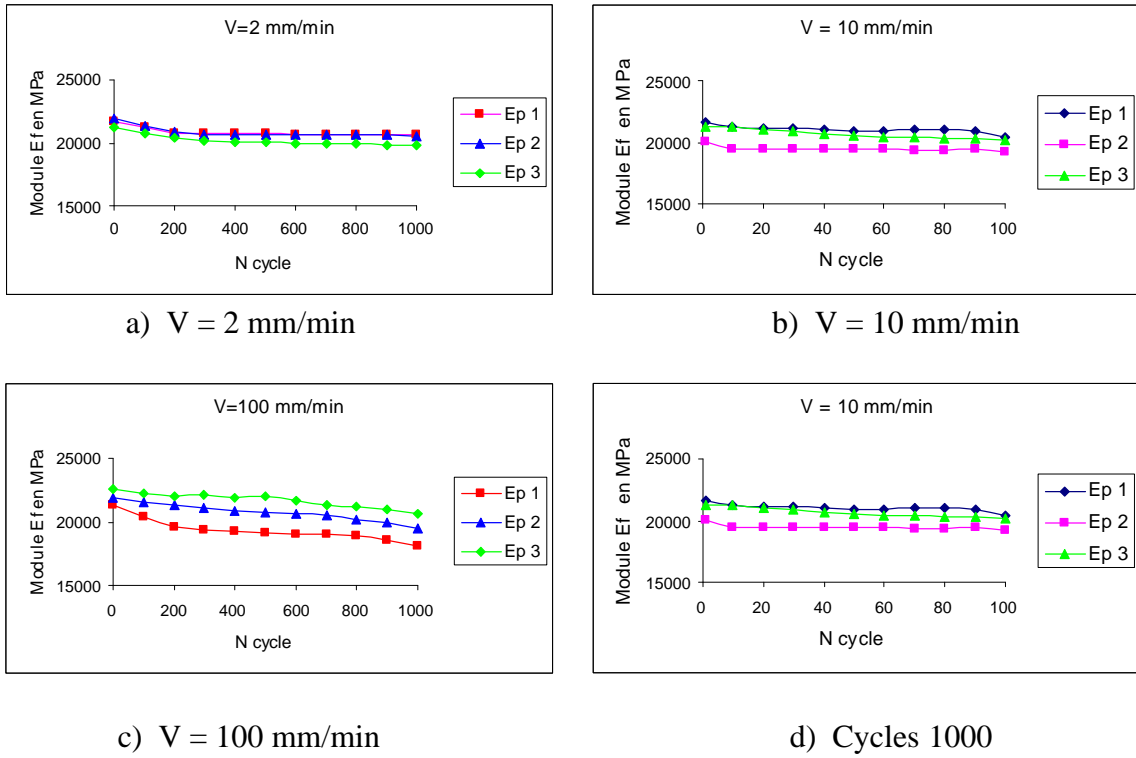 V=2 mm/min
Module Ef en MPa
25000
20000
15000
0 200 400 600 800 1000
N cycle
Ep 1
Ep 2
Ep 3
a) V = 2 mm/min
V = 10 mm/min
Module Ef en MPa
25000
20000
15000
0 20 40 60 80 100
N cycle
Ep 1
Ep 2
Ep 3
b) V = 10 mm/min
V=100 mm/min
Module Ef en MPa
25000
20000
15000
0 200 400 600 800 1000
N cycle
Ep 1
Ep 2
Ep 3
c) V = 100 mm/min
V = 10 mm/min
Module Ef en MPa
25000
20000
15000
0 20 40 60 80 100
N cycle
Ep 1
Ep 2
Ep 3
d) Cycles 1000